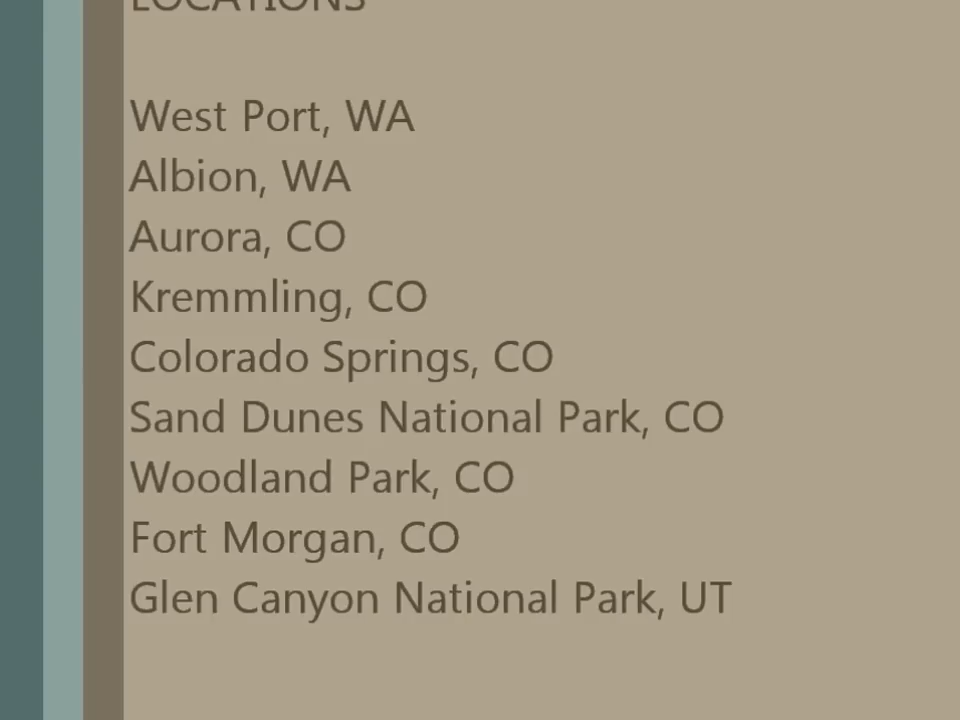 LOCATIONS
West Port, WA
Albion, WA
Aurora, CO
Kremmling, CO
Colorado Springs, CO
Sand Dunes National Park, CO
Woodland Park, CO
Fort Morgan, CO
Glen Canyon National Park, UT